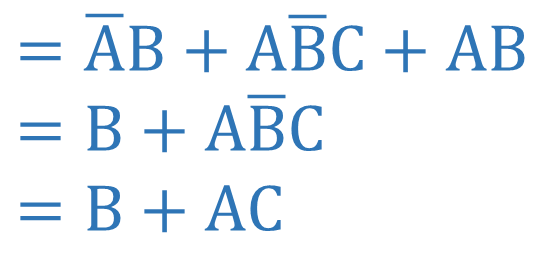 = A̅B + AB̅C + AB
= B + AB̅C
= B + AC